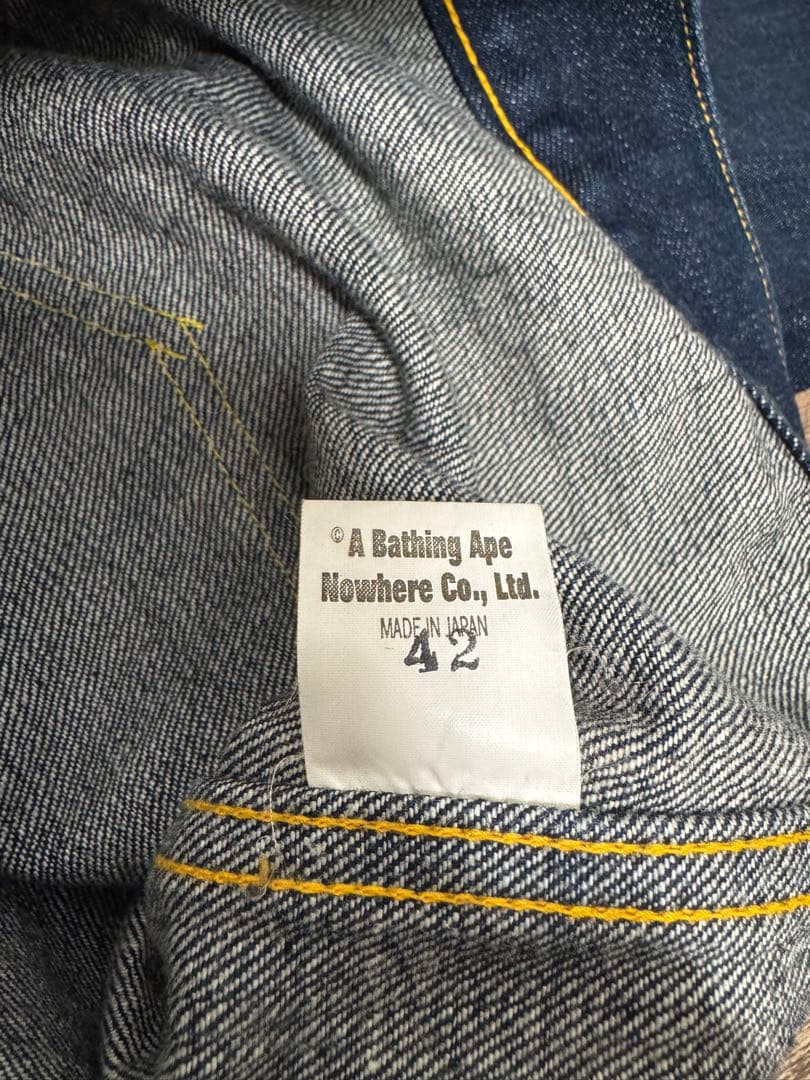 © A Bathing Ape
Nowhere Co., Ltd.
MADE IN JAPAN
42